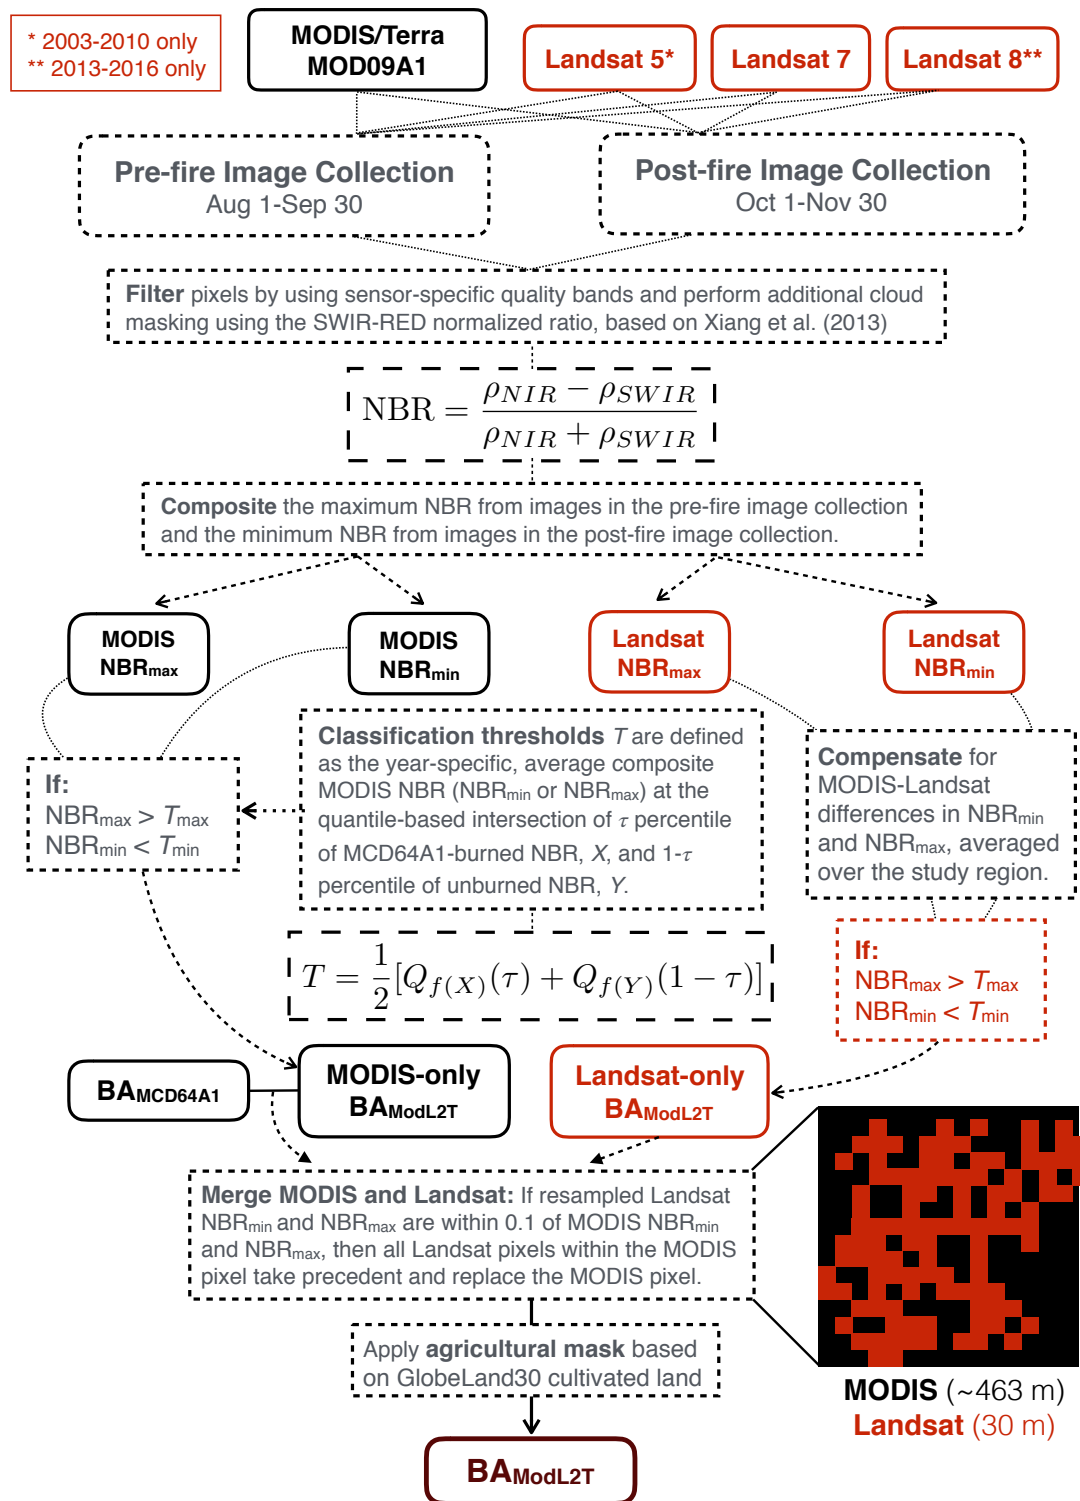 * 2003-2010 only
** 2013-2016 only
MODIS/Terra
MOD09A1
Landsat 5*
Landsat 7
Landsat 8**
Pre-fire Image Collection
Aug 1-Sep 30
Post-fire Image Collection
Oct 1-Nov 30
Filter pixels by using sensor-specific quality bands and perform additional cloud
masking using the SWIR-RED normalized ratio, based on Xiang et al. (2013)
NBR = (ρNIR − ρSWIR) / (ρNIR + ρSWIR)
Composite the maximum NBR from images in the pre-fire image collection
and the minimum NBR from images in the post-fire image collection.
MODIS
NBRmax
MODIS
NBRmin
Landsat
NBRmax
Landsat
NBRmin
If:
NBRmax > Tmax
NBRmin < Tmin
Classification thresholds T are defined
as the year-specific, average composite
MODIS NBR (NBRmin or NBRmax) at the
quantile-based intersection of τ percentile
of MCD64A1-burned NBR, X, and 1-τ
percentile of unburned NBR, Y.
Compensate for
MODIS-Landsat
differences in NBRmin
and NBRmax, averaged
over the study region.
T = 1/2[Qf(X)(τ) + Qf(Y)(1 − τ)]
If:
NBRmax > Tmax
NBRmin < Tmin
BAMCD64A1
MODIS-only
BAModL2T
Landsat-only
BAModL2T
Merge MODIS and Landsat: If resampled Landsat
NBRmin and NBRmax are within 0.1 of MODIS NBRmin
and NBRmax, then all Landsat pixels within the MODIS
pixel take precedent and replace the MODIS pixel.
Apply agricultural mask based
on GlobeLand30 cultivated land
MODIS (~463 m)
Landsat (30 m)
BAModL2T